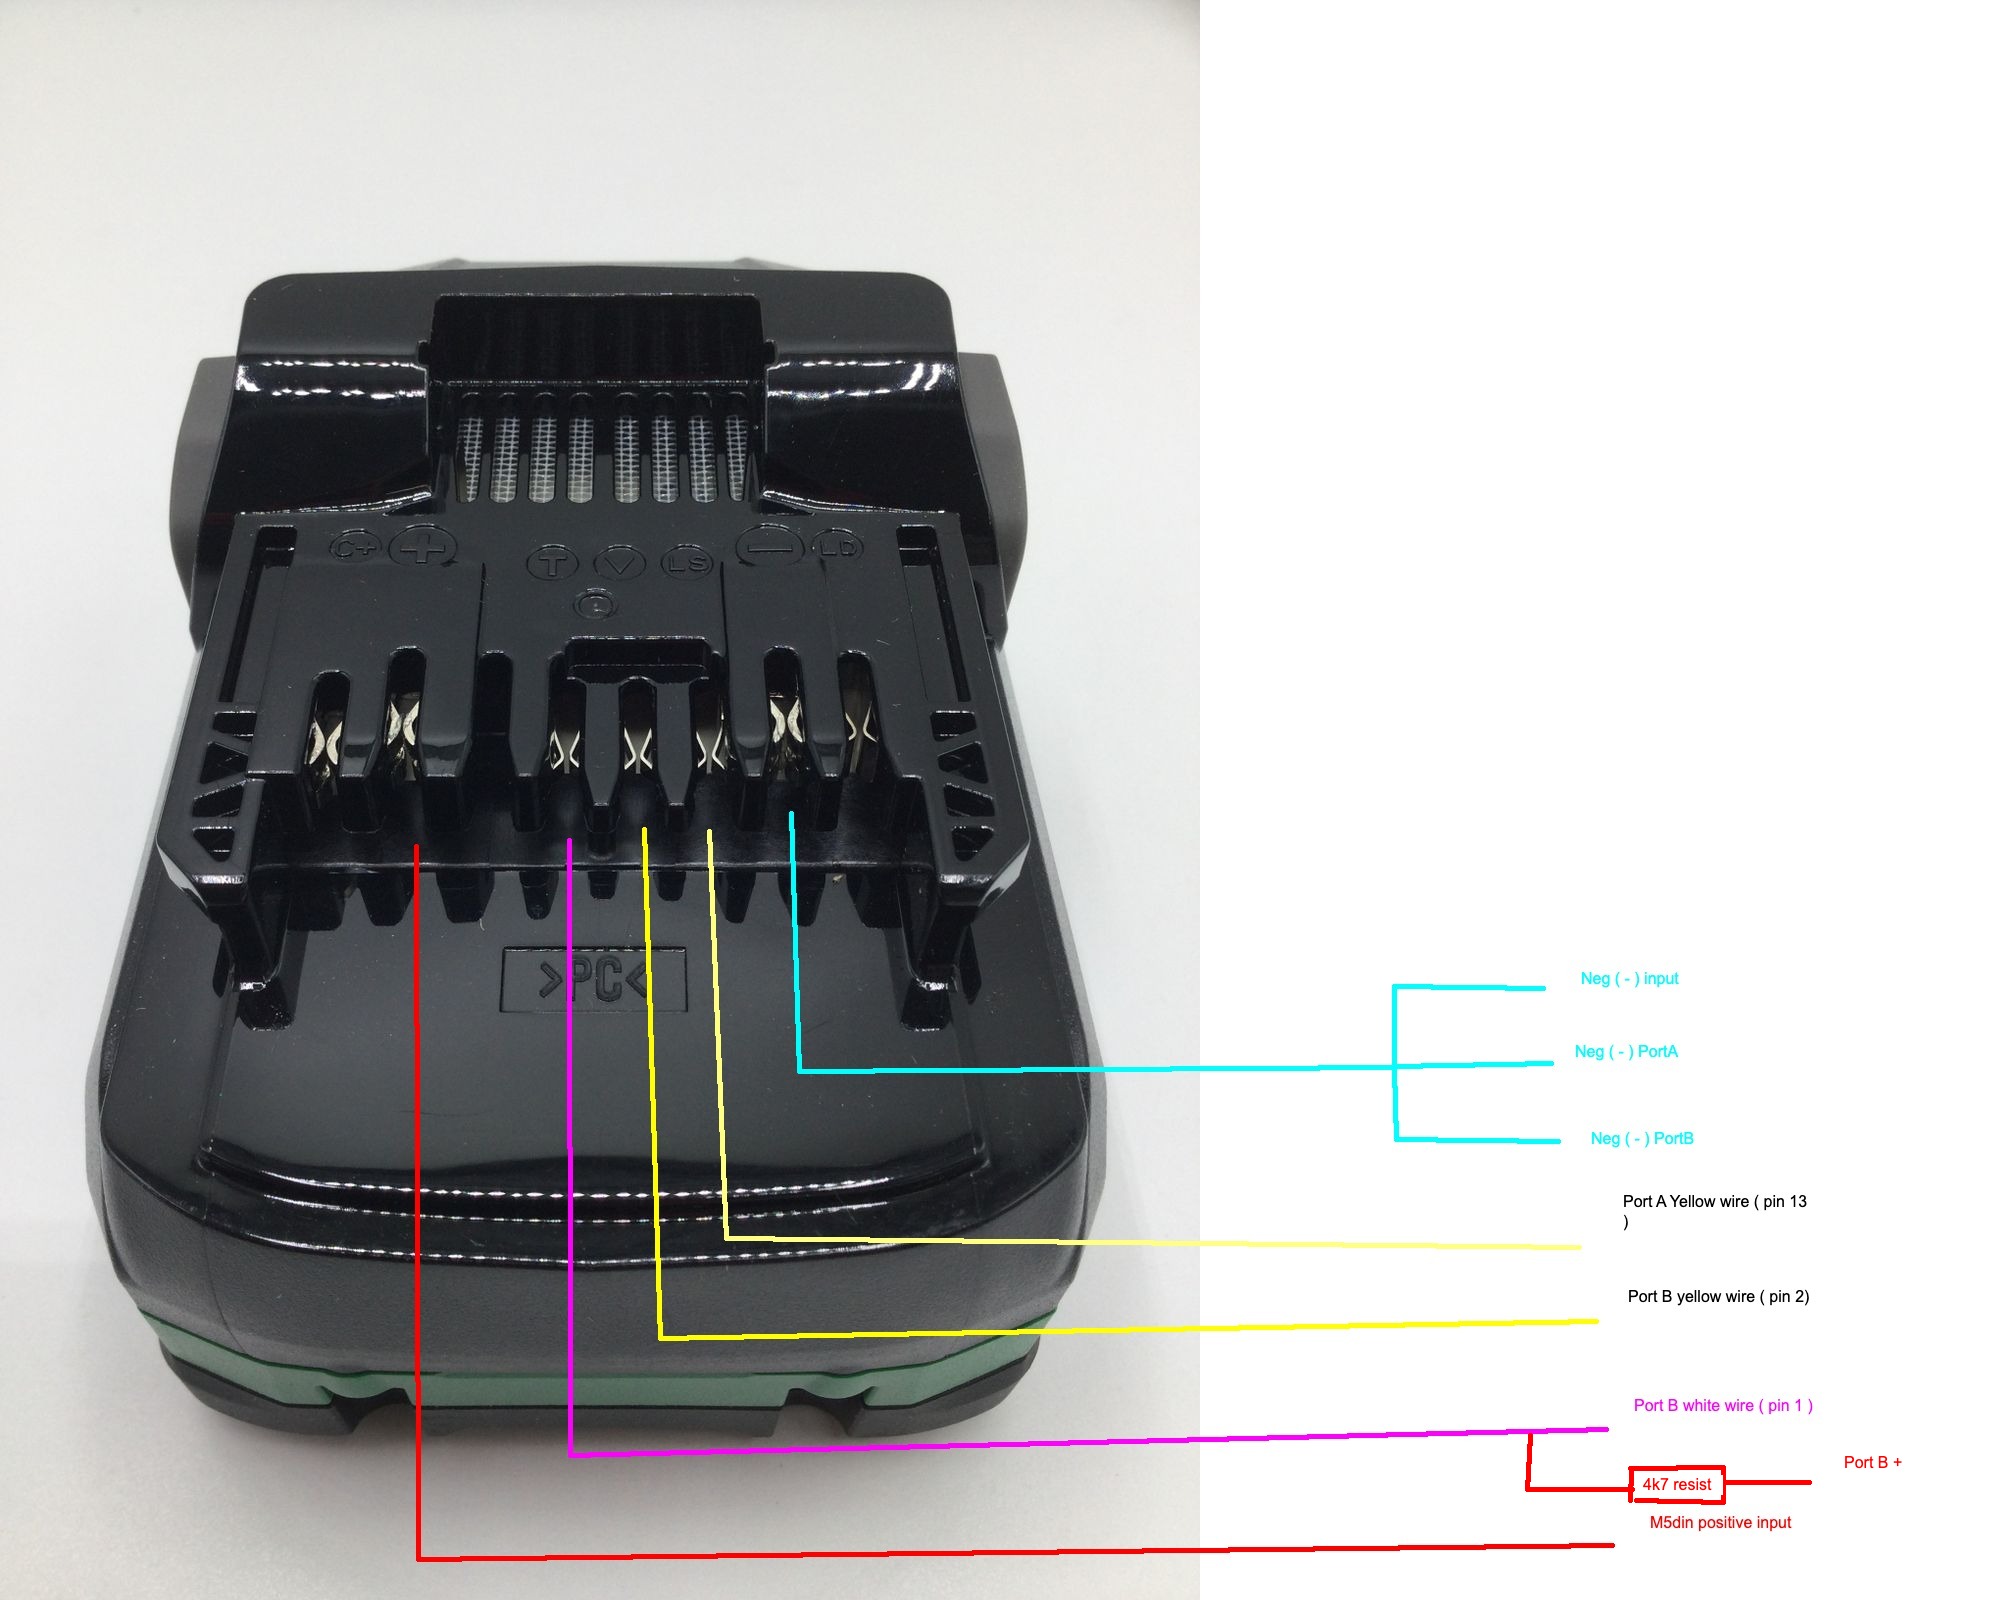 C+ + T V LS − LD
>PC<
Neg ( - ) input
Neg ( - ) PortA
Neg ( - ) PortB
Port A Yellow wire ( pin 13
)
Port B yellow wire ( pin 2)
Port B white wire ( pin 1 )
Port B +
4k7 resist
M5din positive input